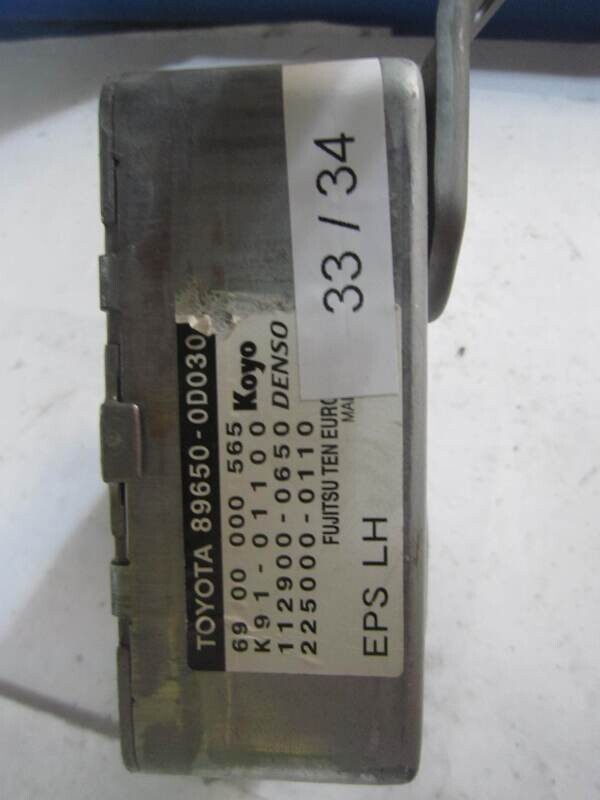 TOYOTA 89650-0D030
69 00 000 565
K91-01100 Koyo
112900-0650 DENSO
225000-0110
FUJITSU TEN EURO
EPS LH
33 / 34